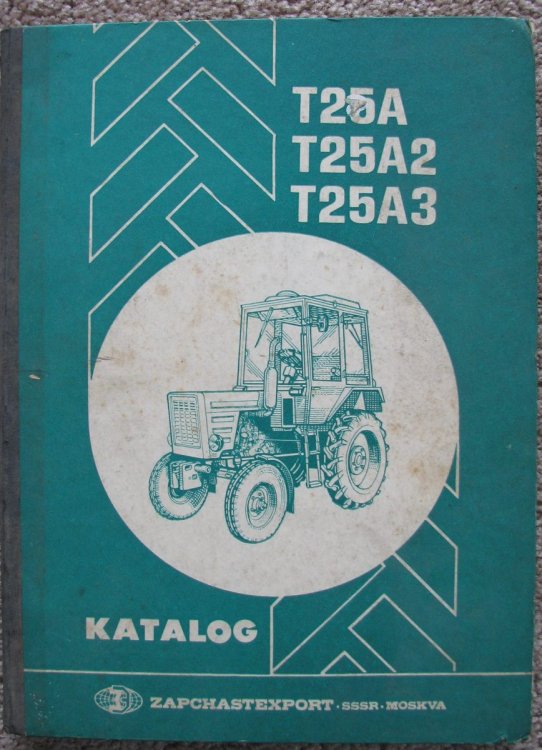 T25A
T25A2
T25A3
KATALOG
ZAPCHASTEXPORT · SSSR · MOSKVA